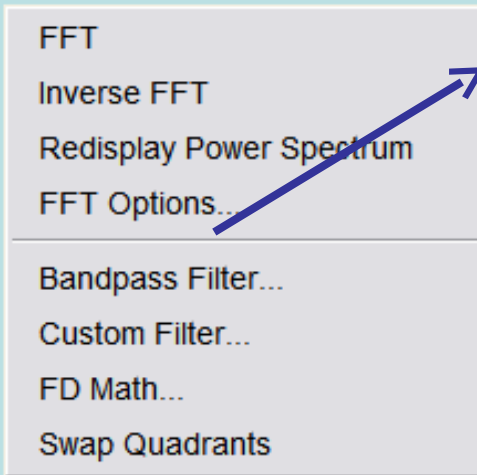 FFT
Inverse FFT
Redisplay Power Spectrum
FFT Options...
Bandpass Filter...
Custom Filter...
FD Math...
Swap Quadrants